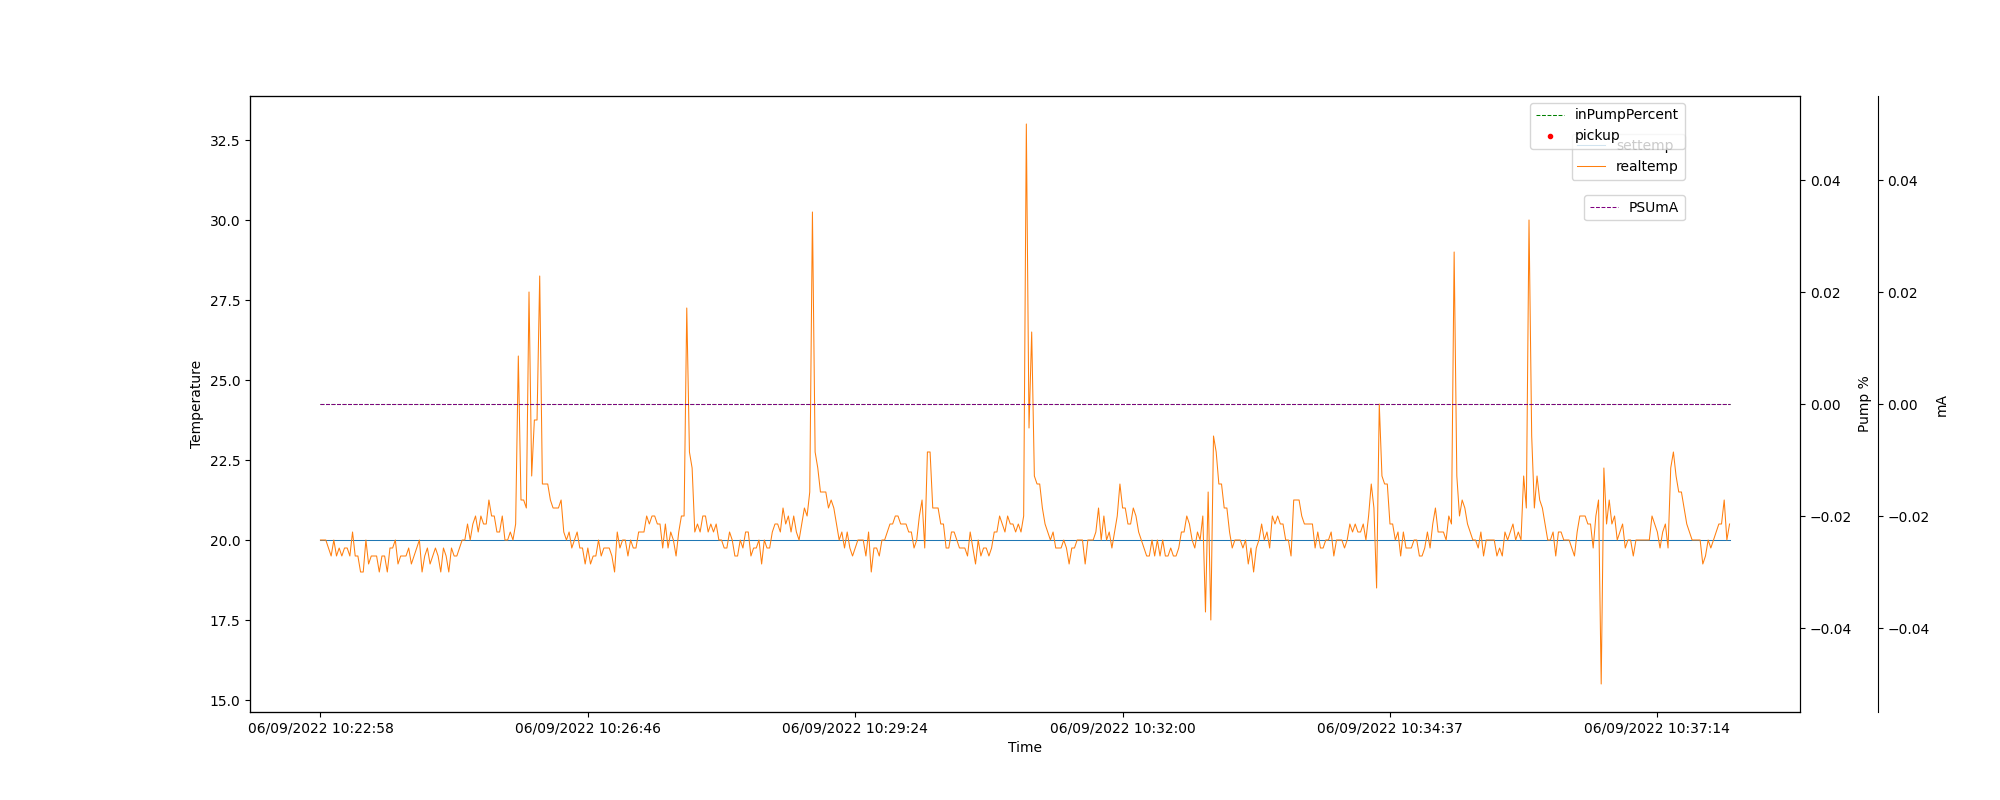 inPumpPercent
pickup
settemp
realtemp
PSUmA
32.5
30.0
27.5
25.0
22.5
20.0
17.5
15.0
Temperature
0.04
0.02
0.00
−0.02
−0.04
Pump %
0.04
0.02
0.00
−0.02
−0.04
mA
06/09/2022 10:22:58
06/09/2022 10:26:46
06/09/2022 10:29:24
06/09/2022 10:32:00
06/09/2022 10:34:37
06/09/2022 10:37:14
Time